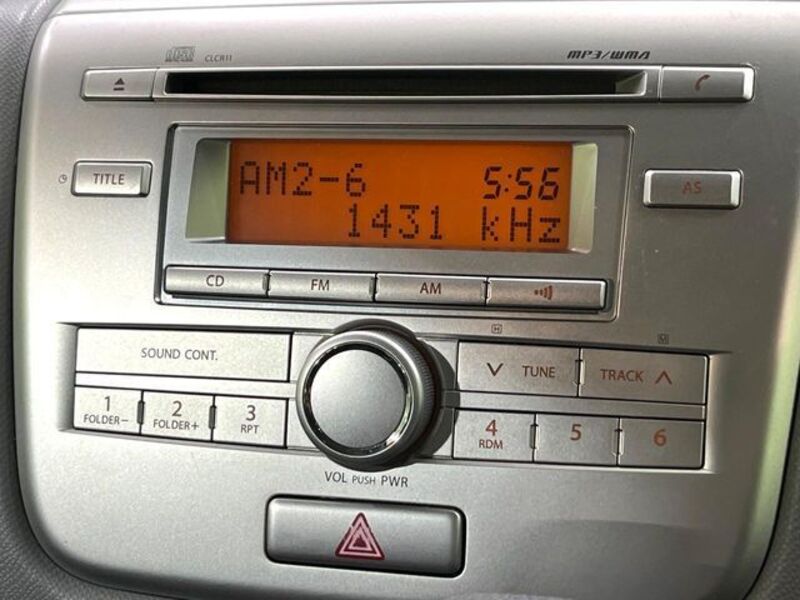 CLCR11 MP3/WMA
TITLE
AM2-6 5:56
1431 kHz
AS
CD FM AM
SOUND CONT. TUNE TRACK
H M
1 2 3 4 5 6
FOLDER- FOLDER+ RPT RDM
VOL PUSH PWR